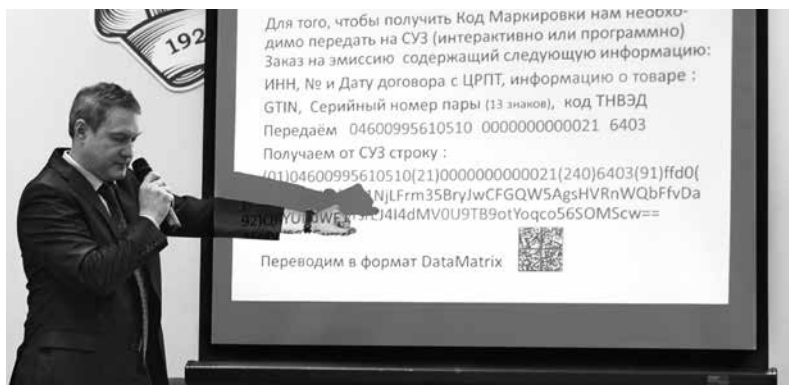 192
Для того, чтобы получить Код Маркировки нам необхо-
димо передать на СУЗ (интерактивно или программно)
Заказ на эмиссию содержащий следующую информацию:
ИНН, № и Дату договора с ЦРПТ, информацию о товаре :
GTIN, Серийный номер пары (13 знаков), код ТНВЭД
Передаём 04600995610510 0000000000021 6403
Получаем от СУЗ строку :
(01)04600995610510(21)0000000000021(240)6403(91)ffd0(
1NjLFrm35BryJwCFGQW5AgsHVRnWQbFfvDa
LJ4I4dMV0U9TB9otYoqco56SOMScw==
Переводим в формат DataMatrix